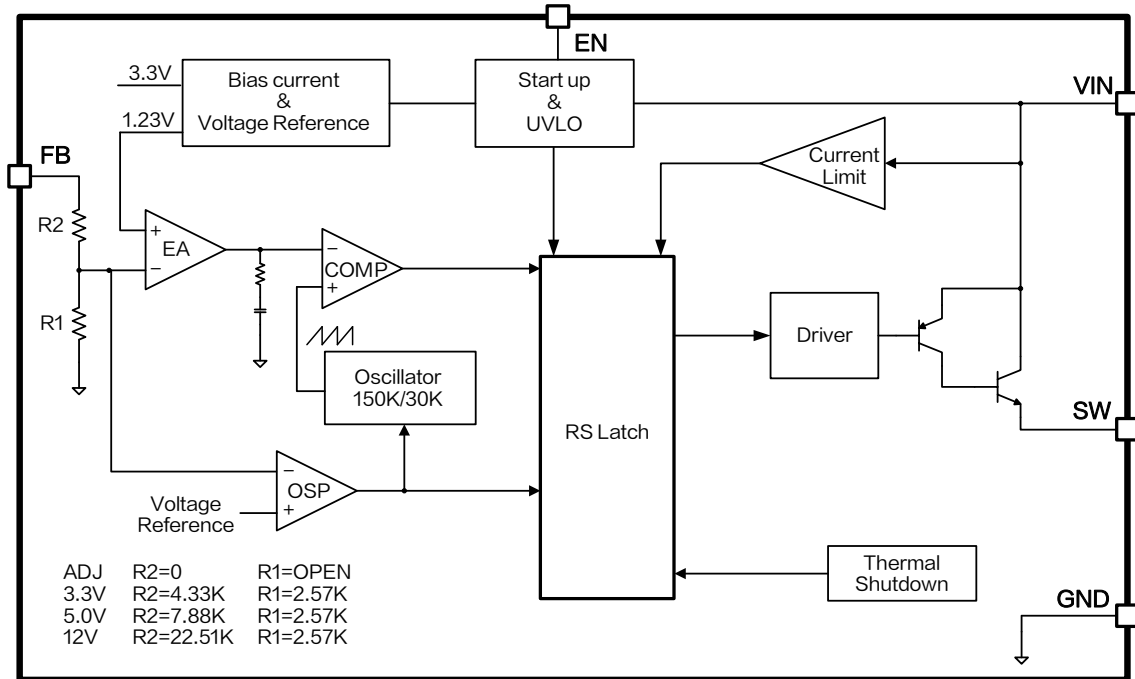 EN
3.3V
1.23V
Bias current
&
Voltage Reference
Start up
&
UVLO
VIN
FB
Current
Limit
R2
+
EA
−
−
COMP
+
R1
Oscillator
150K/30K
Driver
RS Latch
SW
−
OSP
+
Voltage
Reference
Thermal
Shutdown
GND
ADJ R2=0 R1=OPEN
3.3V R2=4.33K R1=2.57K
5.0V R2=7.88K R1=2.57K
12V R2=22.51K R1=2.57K